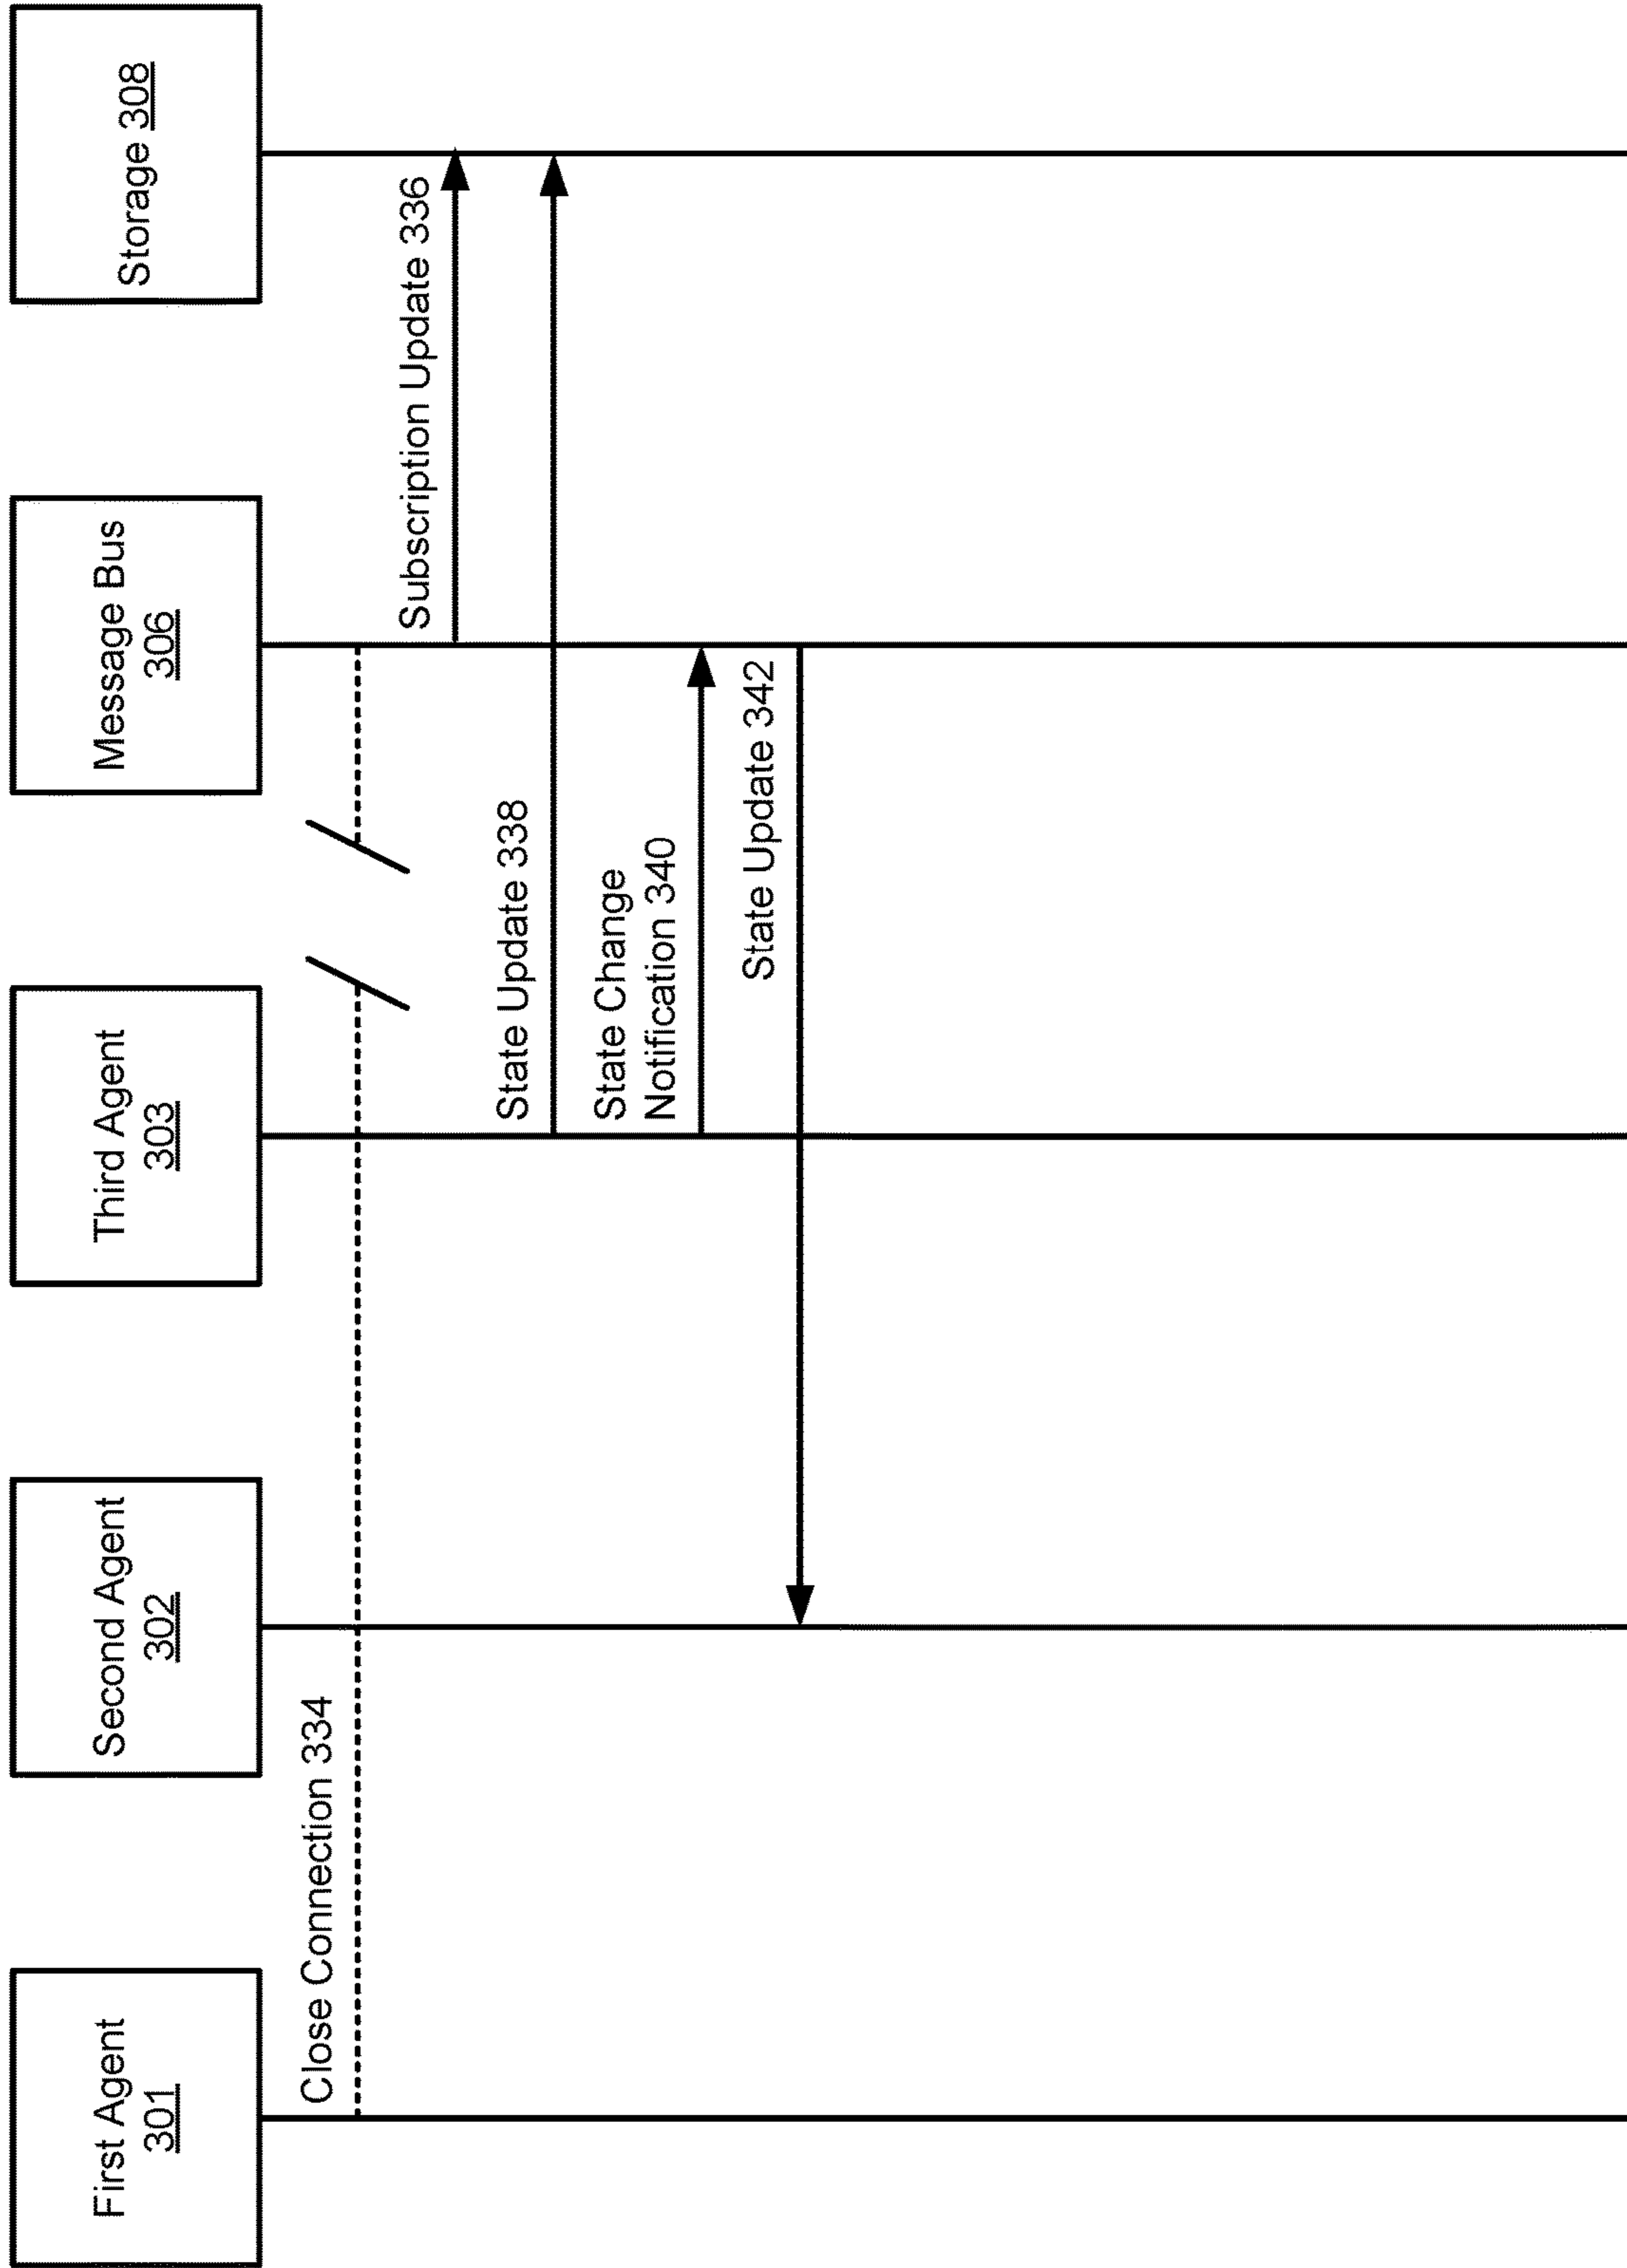 First Agent
301
Second Agent
302
Third Agent
303
Message Bus
306
Storage 308
Close Connection 334
Subscription Update 336
State Update 338
State Change
Notification 340
State Update 342